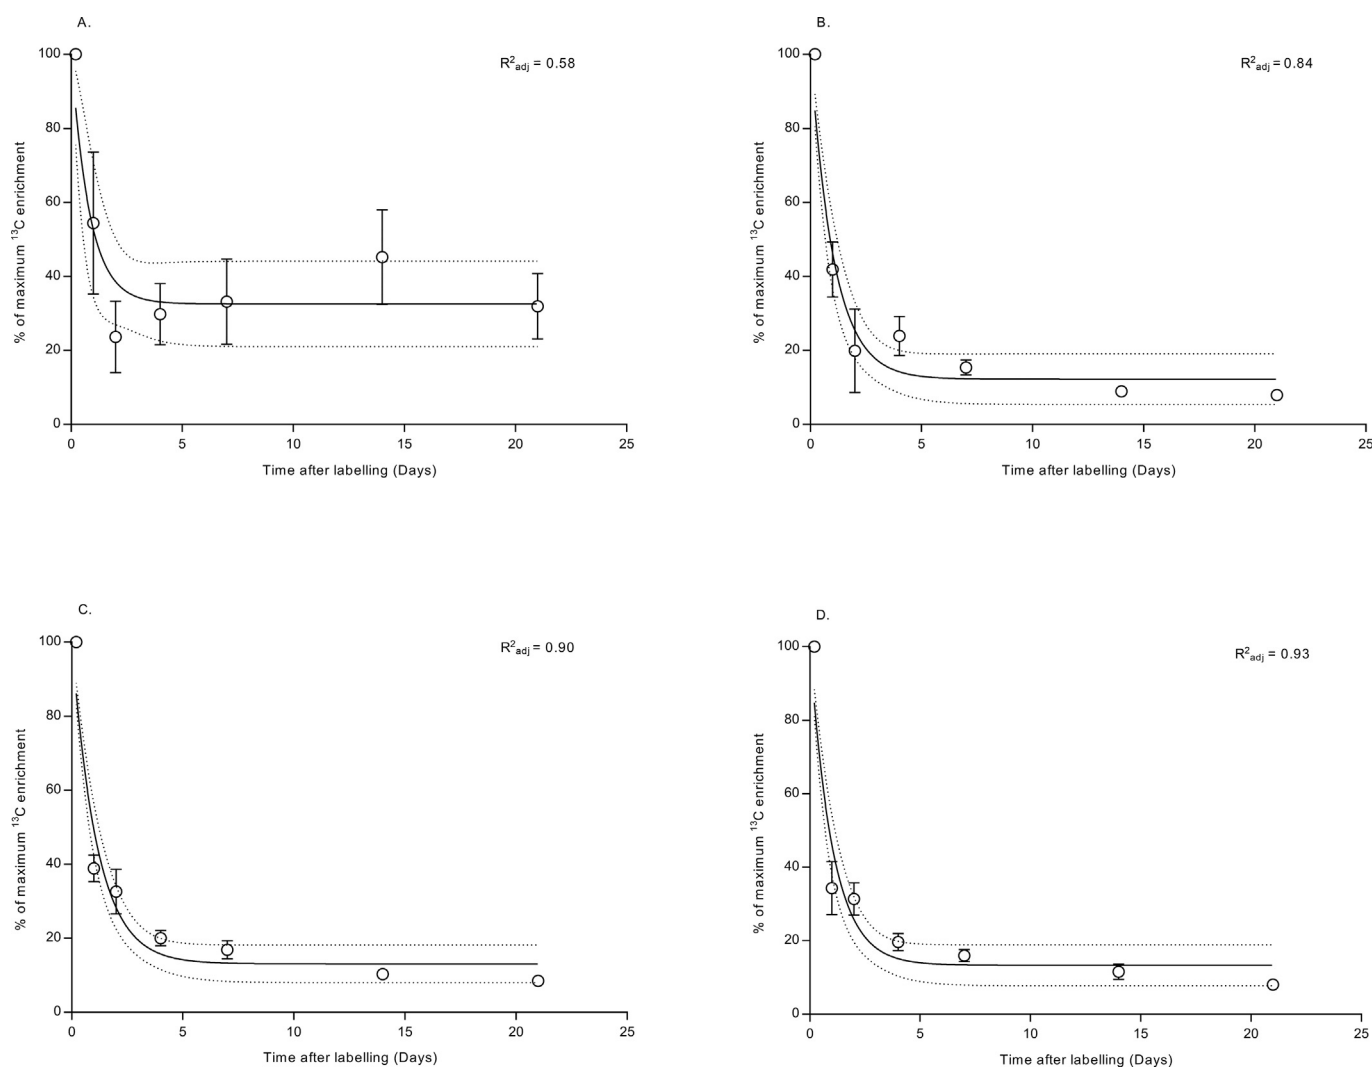 A.
R²adj = 0.58
100
80
60
40
20
0
% of maximum ¹³C enrichment
0 5 10 15 20 25
Time after labelling (Days)
B.
R²adj = 0.84
100
80
60
40
20
0
% of maximum ¹³C enrichment
0 5 10 15 20 25
Time after labelling (Days)
C.
R²adj = 0.90
100
80
60
40
20
0
% of maximum ¹³C enrichment
0 5 10 15 20 25
Time after labelling (Days)
D.
R²adj = 0.93
100
80
60
40
20
0
% of maximum ¹³C enrichment
0 5 10 15 20 25
Time after labelling (Days)